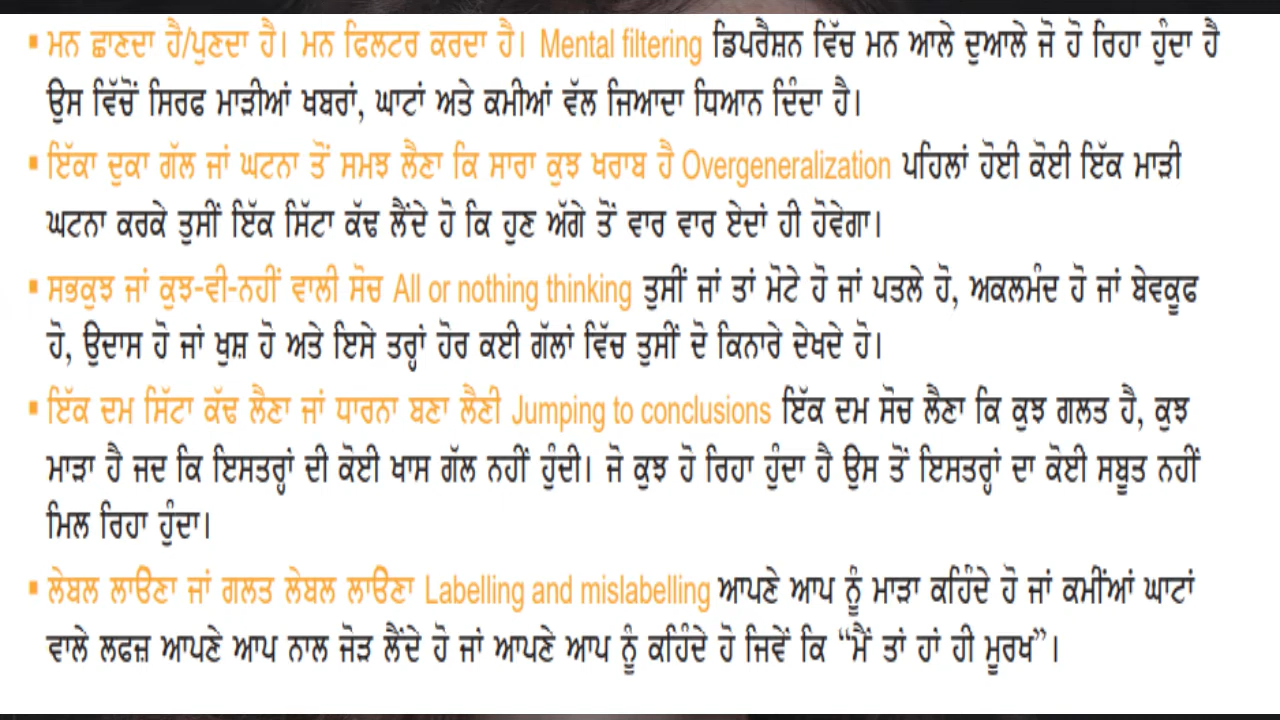 ▪ ਮਨ ਛਾਣਦਾ ਹੈ/ਪੁਣਦਾ ਹੈ। ਮਨ ਫਿਲਟਰ ਕਰਦਾ ਹੈ। Mental filtering ਡਿਪਰੈਸ਼ਨ ਵਿੱਚ ਮਨ ਆਲੇ ਦੁਆਲੇ ਜੋ ਹੋ ਰਿਹਾ ਹੁੰਦਾ ਹੈ
ਉਸ ਵਿੱਚੋਂ ਸਿਰਫ ਮਾੜੀਆਂ ਖਬਰਾਂ, ਘਾਟਾਂ ਅਤੇ ਕਮੀਆਂ ਵੱਲ ਜਿਆਦਾ ਧਿਆਨ ਦਿੰਦਾ ਹੈ।
▪ ਇੱਕਾ ਦੁਕਾ ਗੱਲ ਜਾਂ ਘਟਨਾ ਤੋਂ ਸਮਝ ਲੈਣਾ ਕਿ ਸਾਰਾ ਕੁਝ ਖਰਾਬ ਹੈ Overgeneralization ਪਹਿਲਾਂ ਹੋਈ ਕੋਈ ਇੱਕ ਮਾੜੀ
ਘਟਨਾ ਕਰਕੇ ਤੁਸੀਂ ਇੱਕ ਸਿੱਟਾ ਕੱਢ ਲੈਂਦੇ ਹੋ ਕਿ ਹੁਣ ਅੱਗੇ ਤੋਂ ਵਾਰ ਵਾਰ ਏਦਾਂ ਹੀ ਹੋਵੇਗਾ।
▪ ਸਭਕੁਝ ਜਾਂ ਕੁਝ-ਵੀ-ਨਹੀਂ ਵਾਲੀ ਸੋਚ All or nothing thinking ਤੁਸੀਂ ਜਾਂ ਤਾਂ ਮੋਟੇ ਹੋ ਜਾਂ ਪਤਲੇ ਹੋ, ਅਕਲਮੰਦ ਹੋ ਜਾਂ ਬੇਵਕੂਫ
ਹੋ, ਉਦਾਸ ਹੋ ਜਾਂ ਖੁਸ਼ ਹੋ ਅਤੇ ਇਸੇ ਤਰ੍ਹਾਂ ਹੋਰ ਕਈ ਗੱਲਾਂ ਵਿੱਚ ਤੁਸੀਂ ਦੋ ਕਿਨਾਰੇ ਦੇਖਦੇ ਹੋ।
▪ ਇੱਕ ਦਮ ਸਿੱਟਾ ਕੱਢ ਲੈਣਾ ਜਾਂ ਧਾਰਨਾ ਬਣਾ ਲੈਣੀ Jumping to conclusions ਇੱਕ ਦਮ ਸੋਚ ਲੈਣਾ ਕਿ ਕੁਝ ਗਲਤ ਹੈ, ਕੁਝ
ਮਾੜਾ ਹੈ ਜਦ ਕਿ ਇਸਤਰ੍ਹਾਂ ਦੀ ਕੋਈ ਖਾਸ ਗੱਲ ਨਹੀਂ ਹੁੰਦੀ। ਜੋ ਕੁਝ ਹੋ ਰਿਹਾ ਹੁੰਦਾ ਹੈ ਉਸ ਤੋਂ ਇਸਤਰ੍ਹਾਂ ਦਾ ਕੋਈ ਸਬੂਤ ਨਹੀਂ
ਮਿਲ ਰਿਹਾ ਹੁੰਦਾ।
▪ ਲੇਬਲ ਲਾਉਣਾ ਜਾਂ ਗਲਤ ਲੇਬਲ ਲਾਉਣਾ Labelling and mislabelling ਆਪਣੇ ਆਪ ਨੂੰ ਮਾੜਾ ਕਹਿੰਦੇ ਹੋ ਜਾਂ ਕਮੀਂਆਂ ਘਾਟਾਂ
ਵਾਲੇ ਲਫਜ਼ ਆਪਣੇ ਆਪ ਨਾਲ ਜੋੜ ਲੈਂਦੇ ਹੋ ਜਾਂ ਆਪਣੇ ਆਪ ਨੂੰ ਕਹਿੰਦੇ ਹੋ ਜਿਵੇਂ ਕਿ “ਮੈਂ ਤਾਂ ਹਾਂ ਹੀ ਮੂਰਖ”।